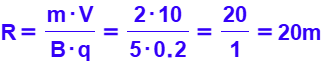 R = m·V / B·q = 2·10 / 5·0.2 = 20 / 1 = 20m